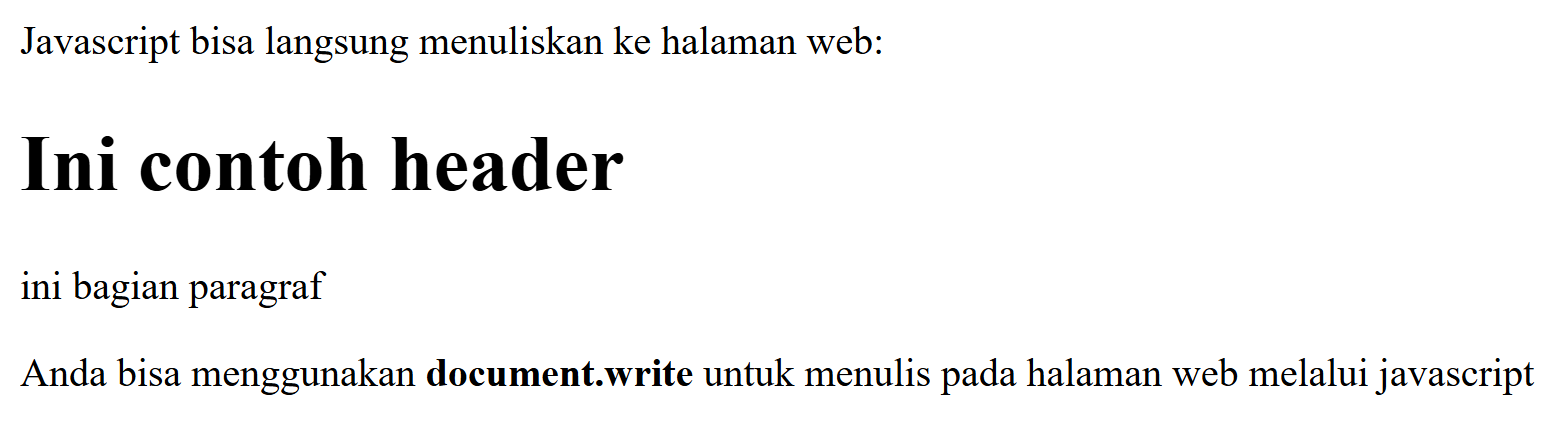 Javascript bisa langsung menuliskan ke halaman web:
Ini contoh header
ini bagian paragraf
Anda bisa menggunakan document.write untuk menulis pada halaman web melalui javascript